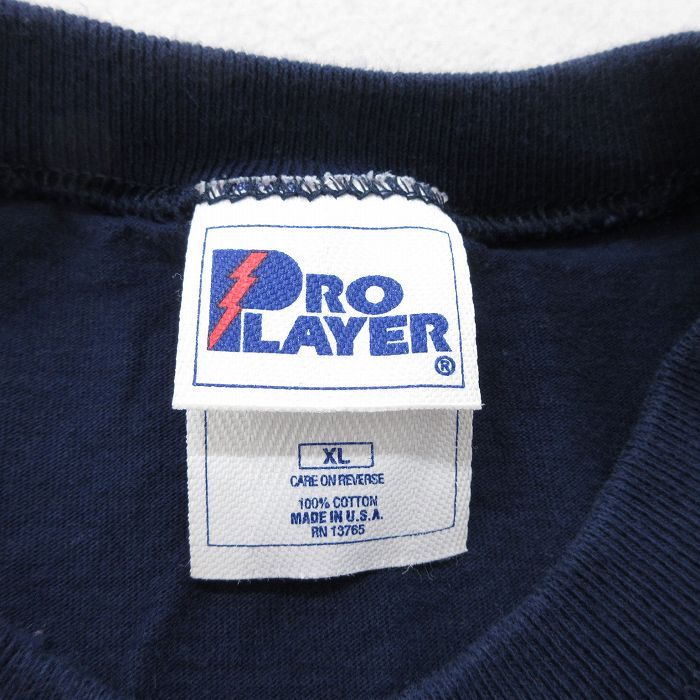 PRO
PLAYER
®
XL
CARE ON REVERSE
100% COTTON
MADE IN U.S.A.
RN 13765